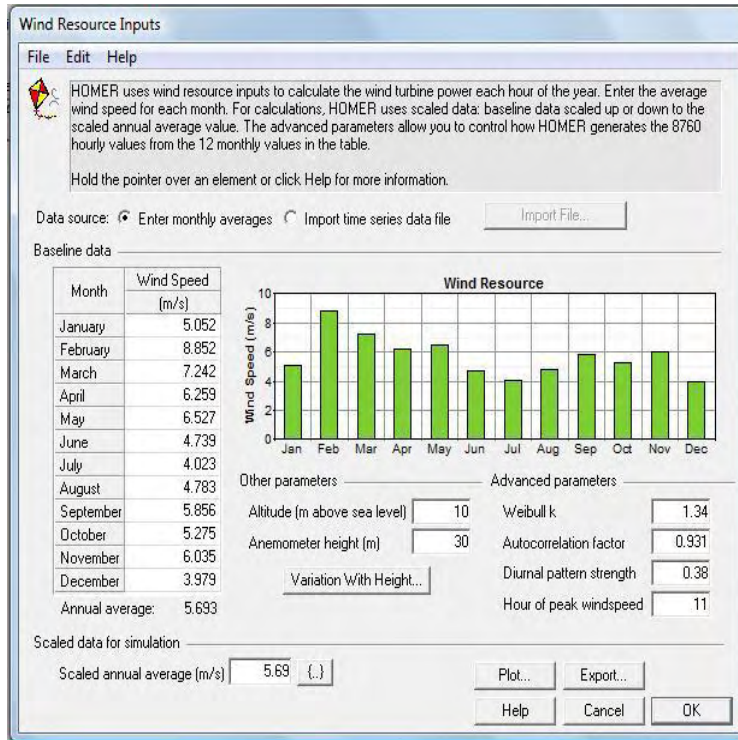 Wind Resource Inputs
File Edit Help
HOMER uses wind resource inputs to calculate the wind turbine power each hour of the year. Enter the average
wind speed for each month. For calculations, HOMER uses scaled data: baseline data scaled up or down to the
scaled annual average value. The advanced parameters allow you to control how HOMER generates the 8760
hourly values from the 12 monthly values in the table.
Hold the pointer over an element or click Help for more information.
Data source: Enter monthly averages Import time series data file Import File...
Baseline data
Month Wind Speed
(m/s)
January 5.052
February 8.852
March 7.242
April 6.259
May 6.527
June 4.739
July 4.023
August 4.783
September 5.856
October 5.275
November 6.035
December 3.979
Annual average: 5.693
Wind Resource
Wind Speed (m/s)
10
8
6
4
2
0
Jan Feb Mar Apr May Jun Jul Aug Sep Oct Nov Dec
Other parameters
Altitude (m above sea level) 10
Anemometer height (m) 30
Variation With Height...
Advanced parameters
Weibull k 1.34
Autocorrelation factor 0.931
Diurnal pattern strength 0.38
Hour of peak windspeed 11
Scaled data for simulation
Scaled annual average (m/s) 5.69 {..}
Plot... Export...
Help Cancel OK